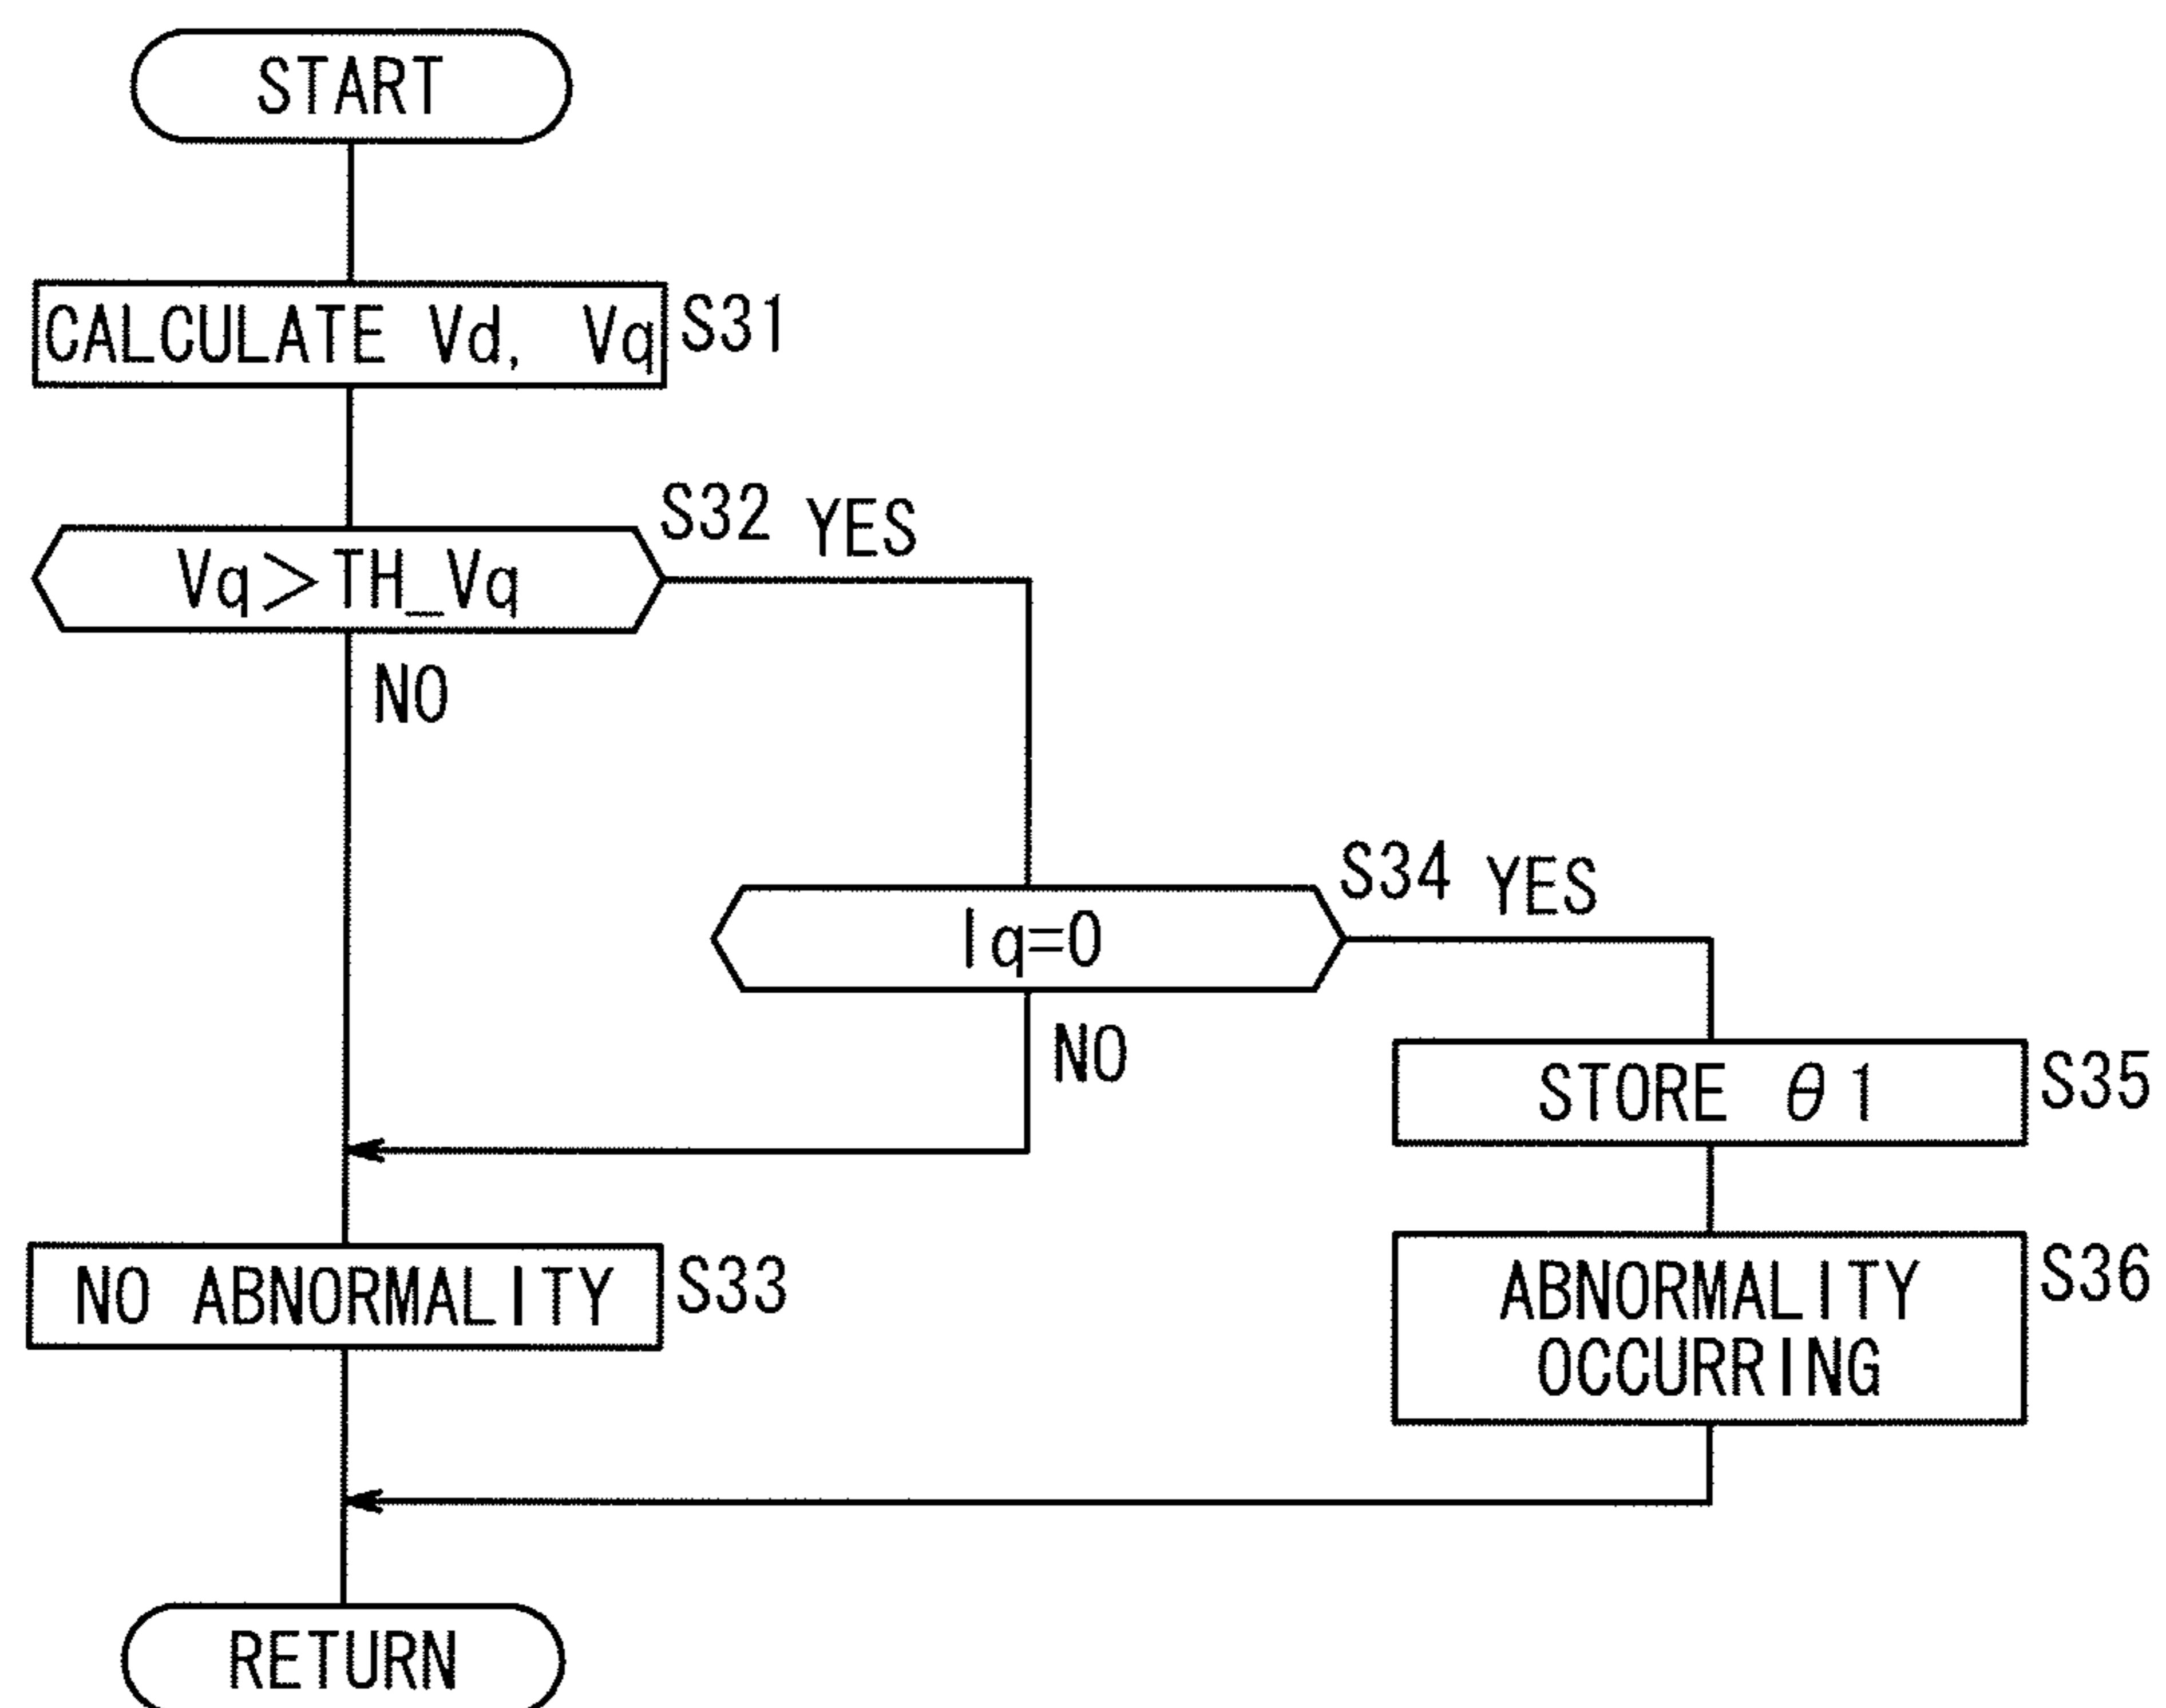 START
CALCULATE Vd, Vq S31
S32 YES
Vq>TH_Vq
NO
S34 YES
Iq=0
NO
STORE θ1 S35
NO ABNORMALITY S33
ABNORMALITY S36
OCCURRING
RETURN